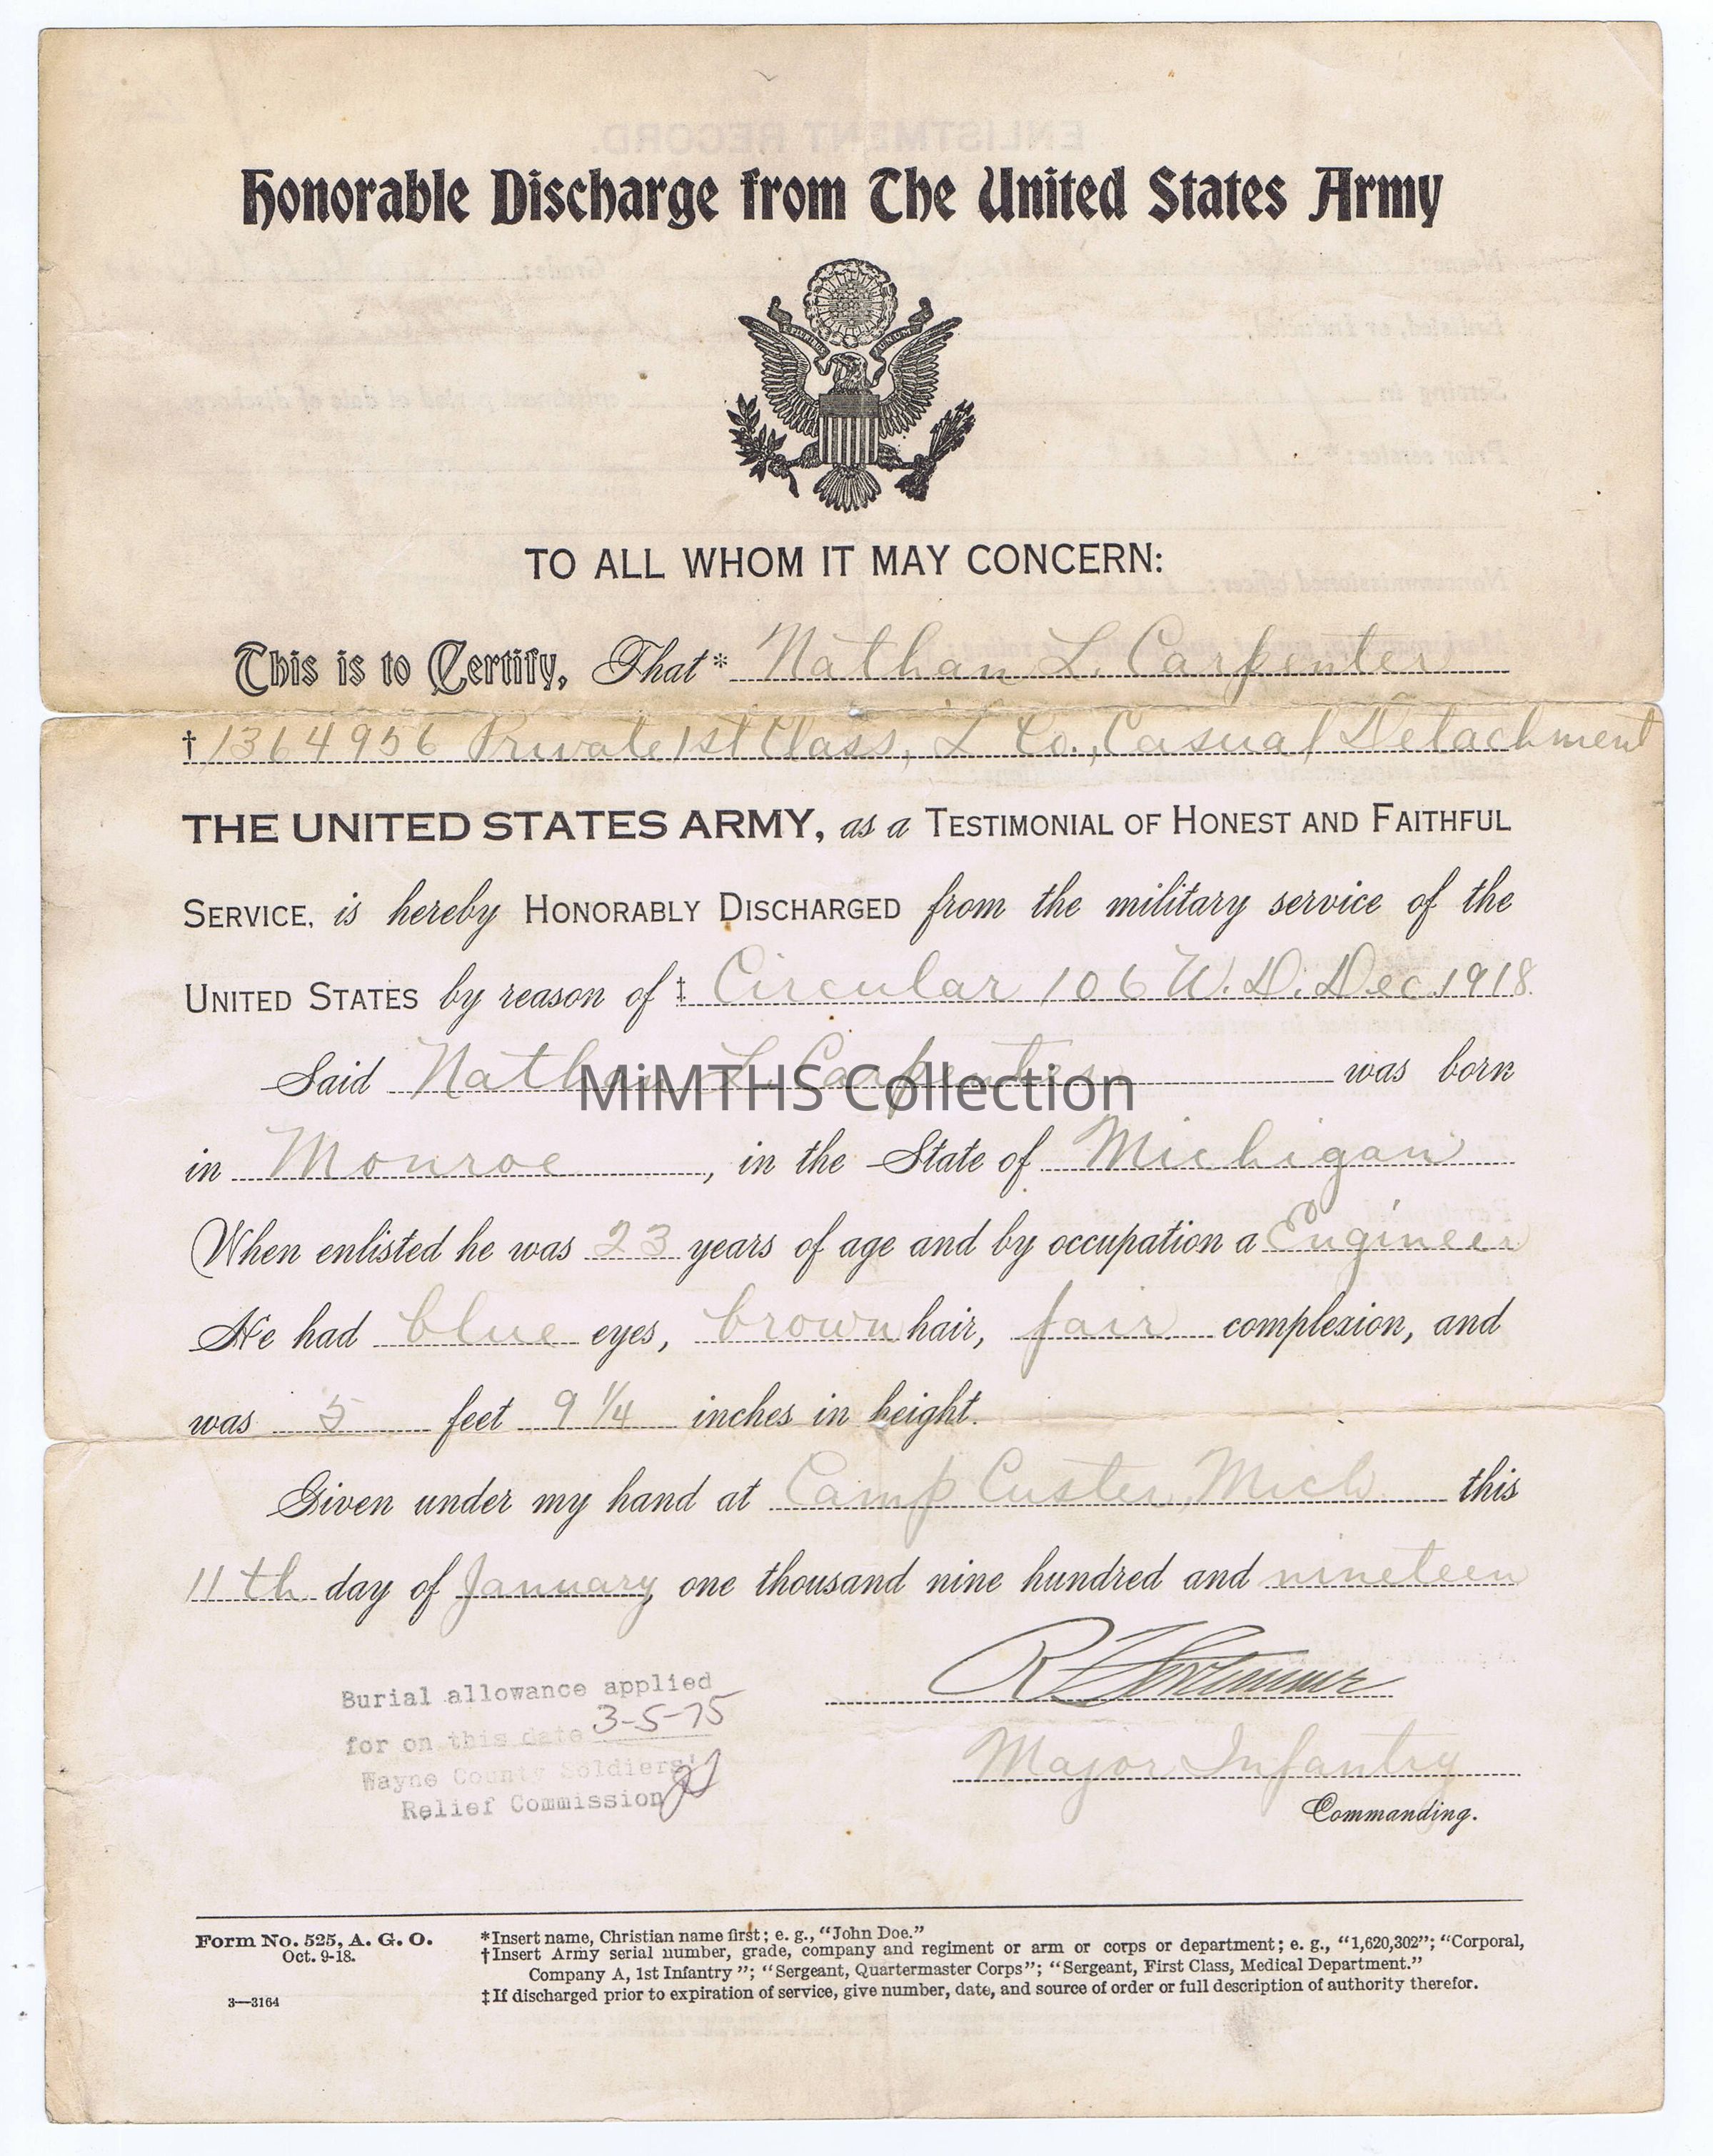 Honorable Discharge from The United States Army
E PLURIBUS UNUM
TO ALL WHOM IT MAY CONCERN:
This is to Certify, That* Nathan L. Carpenter
† 1364956 Private 1st Class, L Co., Casual Detachment
THE UNITED STATES ARMY, as a TESTIMONIAL OF HONEST AND FAITHFUL
SERVICE, is hereby HONORABLY DISCHARGED from the military service of the
UNITED STATES by reason of ‡ Circular 106 W. D. Dec. 1918.
Said Nathan L. Carpenter was born
MiMTHS Collection
in Monroe, in the State of Michigan
When enlisted he was 23 years of age and by occupation a Engineer
He had blue eyes, brown hair, fair complexion, and
was 5 feet 9 1/4 inches in height.
Given under my hand at Camp Custer, Mich this
11th day of January, one thousand nine hundred and nineteen
Burial allowance applied
for on this date 3-5-75
Wayne County Soldiers'
Relief Commission
Major Infantry
Commanding.
Form No. 525, A. G. O.
Oct. 9-18.
3—3164
*Insert name, Christian name first; e. g., “John Doe.”
†Insert Army serial number, grade, company and regiment or arm or corps or department; e. g., “1,620,302”; “Corporal,
Company A, 1st Infantry”; “Sergeant, Quartermaster Corps”; “Sergeant, First Class, Medical Department.”
‡If discharged prior to expiration of service, give number, date, and source of order or full description of authority therefor.